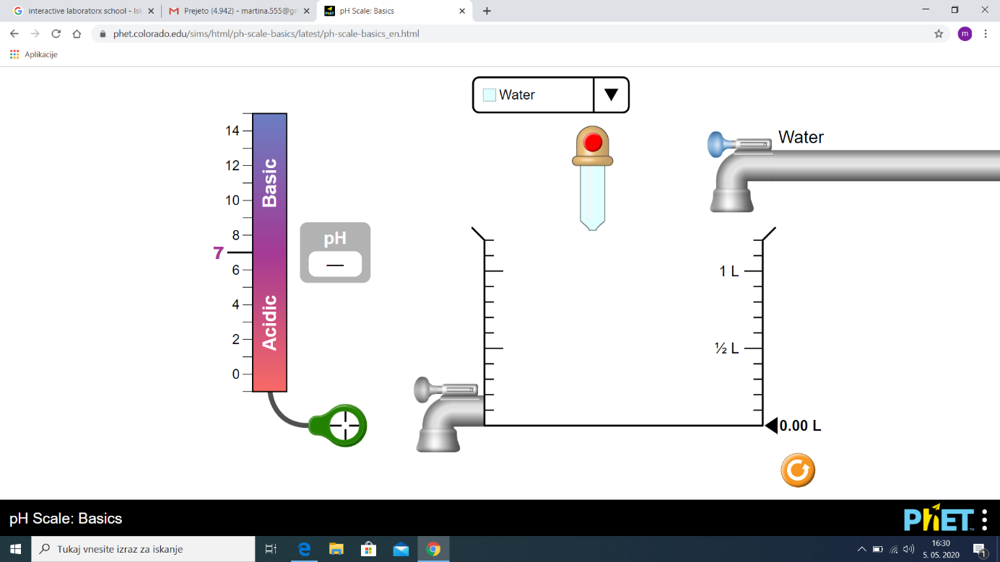 interactive laboratorx school - Isk
Prejeto (4.942) - martina.555@gm
pH Scale: Basics
phet.colorado.edu/sims/html/ph-scale-basics/latest/ph-scale-basics_en.html
m
Aplikacije
Water
Water
14
12
10
8
7
6
4
2
0
Basic
Acidic
pH
—
1 L
½ L
0.00 L
pH Scale: Basics
PhET
Tukaj vnesite izraz za iskanje
16:30
5. 05. 2020
1